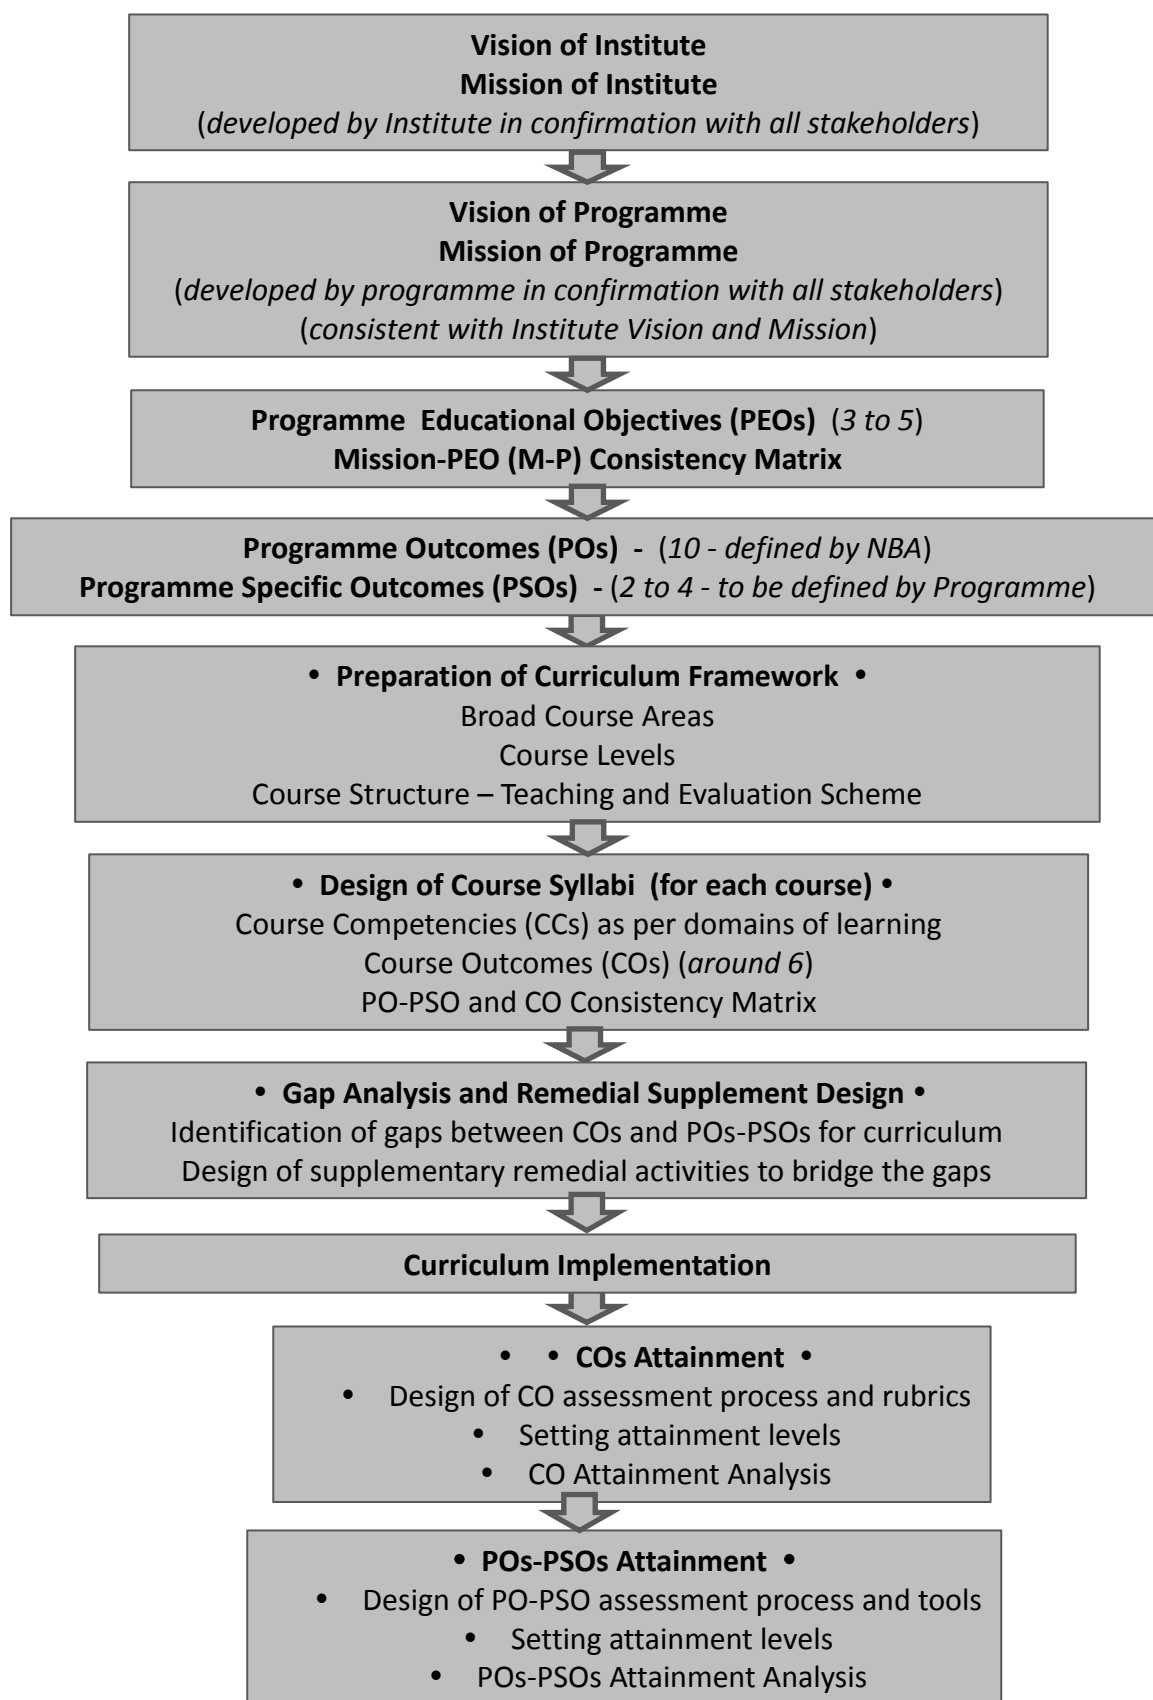 Vision of Institute
Mission of Institute
(developed by Institute in confirmation with all stakeholders)
Vision of Programme
Mission of Programme
(developed by programme in confirmation with all stakeholders)
(consistent with Institute Vision and Mission)
Programme  Educational Objectives (PEOs)  (3 to 5)
Mission-PEO (M-P) Consistency Matrix
Programme Outcomes (POs)  -  (10 - defined by NBA)
Programme Specific Outcomes (PSOs)  - (2 to 4 - to be defined by Programme)
• Preparation of Curriculum Framework •
Broad Course Areas
Course Levels
Course Structure – Teaching and Evaluation Scheme
• Design of Course Syllabi  (for each course) •
Course Competencies (CCs) as per domains of learning
Course Outcomes (COs) (around 6)
PO-PSO and CO Consistency Matrix
• Gap Analysis and Remedial Supplement Design •
Identification of gaps between COs and POs-PSOs for curriculum
Design of supplementary remedial activities to bridge the gaps
Curriculum Implementation
• • COs Attainment •
• Design of CO assessment process and rubrics
• Setting attainment levels
• CO Attainment Analysis
• POs-PSOs Attainment •
• Design of PO-PSO assessment process and tools
• Setting attainment levels
• POs-PSOs Attainment Analysis